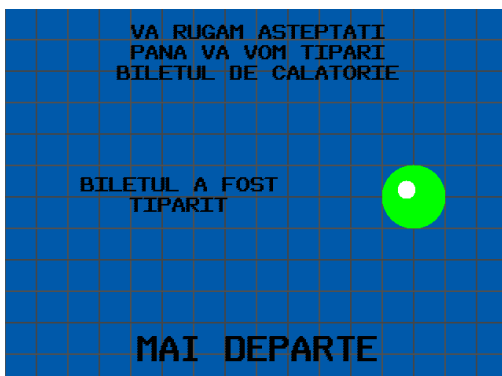 VA RUGAM ASTEPTATI
PANA VA VOM TIPARI
BILETUL DE CALATORIE
BILETUL A FOST
TIPARIT
MAI DEPARTE